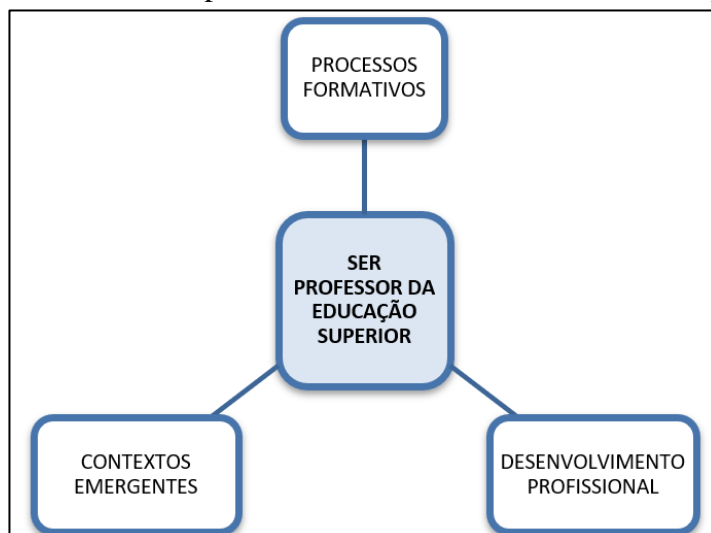 PROCESSOS
FORMATIVOS
SER
PROFESSOR DA
EDUCAÇÃO
SUPERIOR
CONTEXTOS
EMERGENTES
DESENVOLVIMENTO
PROFISSIONAL